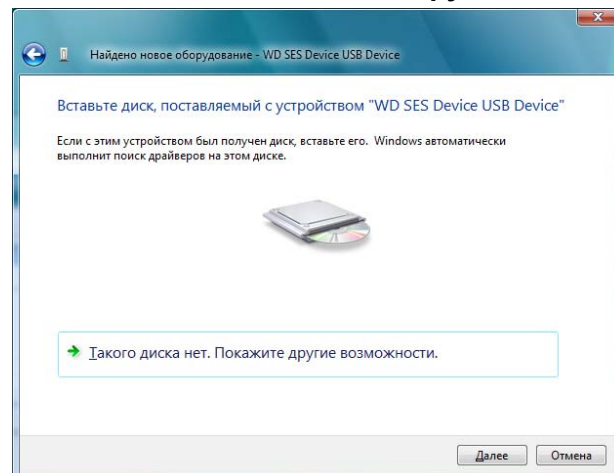 Найдено новое оборудование - WD SES Device USB Device
Вставьте диск, поставляемый с устройством "WD SES Device USB Device"
Если с этим устройством был получен диск, вставьте его. Windows автоматически
выполнит поиск драйверов на этом диске.
Такого диска нет. Покажите другие возможности.
Далее
Отмена